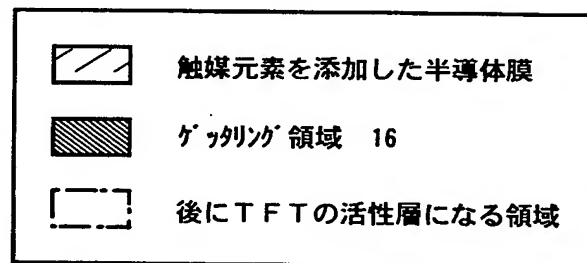 触媒元素を添加した半導体膜
ｹﾞｯﾀﾘﾝｸﾞ領域　16
後にＴＦＴの活性層になる領域